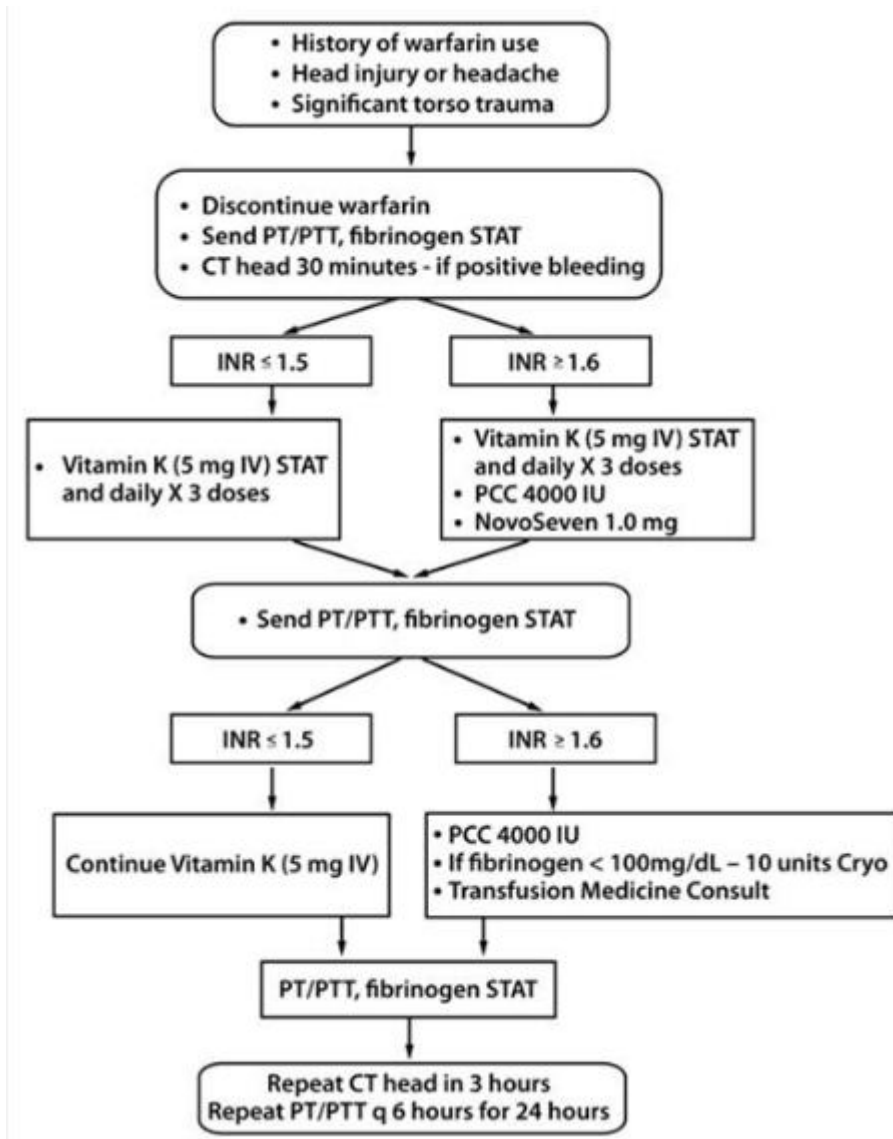 • History of warfarin use
• Head injury or headache
• Significant torso trauma
• Discontinue warfarin
• Send PT/PTT, fibrinogen STAT
• CT head 30 minutes - if positive bleeding
INR ≤ 1.5
INR ≥ 1.6
• Vitamin K (5 mg IV) STAT
and daily X 3 doses
• Vitamin K (5 mg IV) STAT
and daily X 3 doses
• PCC 4000 IU
• NovoSeven 1.0 mg
• Send PT/PTT, fibrinogen STAT
INR ≤ 1.5
INR ≥ 1.6
Continue Vitamin K (5 mg IV)
• PCC 4000 IU
• If fibrinogen < 100mg/dL – 10 units Cryo
• Transfusion Medicine Consult
PT/PTT, fibrinogen STAT
Repeat CT head in 3 hours
Repeat PT/PTT q 6 hours for 24 hours